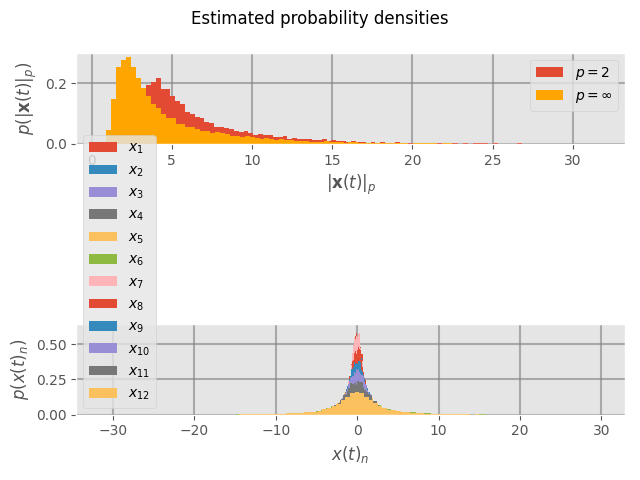 Estimated probability densities
p(|x(t)|_p)
0.2
0.0
p = 2
p = ∞
0 5 10 15 20 25 30
|x(t)|_p
x_1
x_2
x_3
x_4
x_5
x_6
x_7
x_8
x_9
x_10
x_11
x_12
p(x(t)_n)
0.50
0.25
0.00
−30 −20 −10 0 10 20 30
x(t)_n